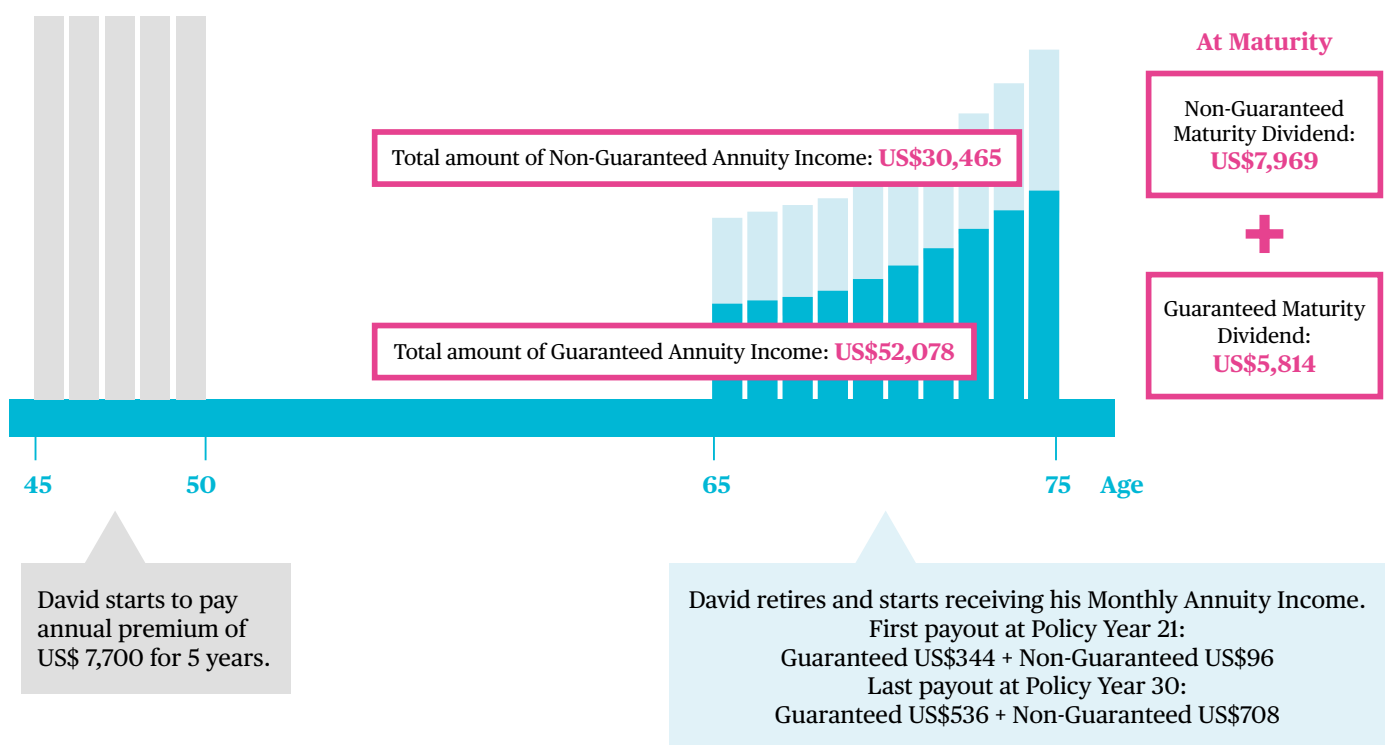 At Maturity
Non-Guaranteed
Maturity Dividend:
US$7,969
Total amount of Non-Guaranteed Annuity Income: US$30,465
+
Guaranteed Maturity
Dividend:
US$5,814
Total amount of Guaranteed Annuity Income: US$52,078
45
50
65
75
Age
David starts to pay
annual premium of
US$ 7,700 for 5 years.
David retires and starts receiving his Monthly Annuity Income.
First payout at Policy Year 21:
Guaranteed US$344 + Non-Guaranteed US$96
Last payout at Policy Year 30:
Guaranteed US$536 + Non-Guaranteed US$708